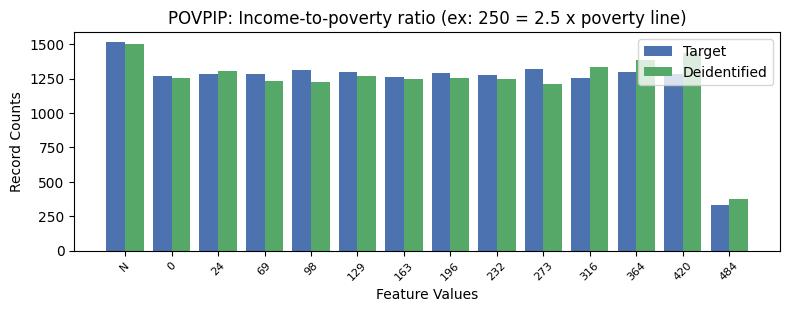 POVPIP: Income-to-poverty ratio (ex: 250 = 2.5 x poverty line)
Record Counts
1500
1250
1000
750
500
250
0
Target
Deidentified
N 0 24 69 98 129 163 196 232 273 316 364 420 484
Feature Values